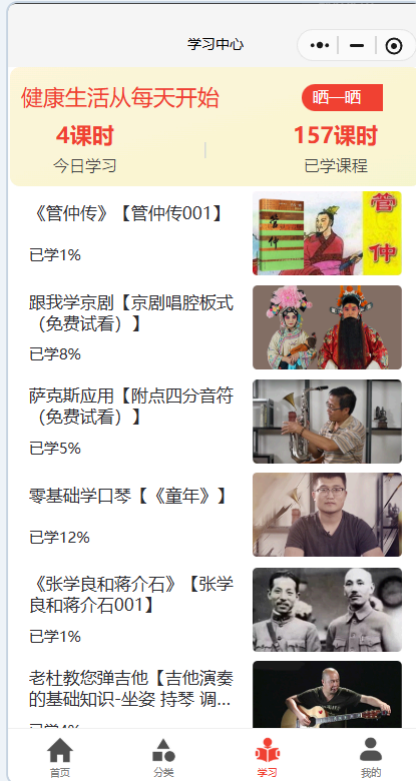 学习中心
健康生活从每天开始
晒一晒
4课时
157课时
今日学习
已学课程
《管仲传》【管仲传001】
已学1%
管
仲
管仲
跟我学京剧【京剧唱腔板式
（免费试看）】
已学8%
萨克斯应用【附点四分音符
（免费试看）】
已学5%
零基础学口琴【《童年》】
已学12%
《张学良和蒋介石》【张学
良和蒋介石001】
已学1%
老杜教您弹吉他【吉他演奏
的基础知识-坐姿 持琴 调...
首页
分类
学习
我的